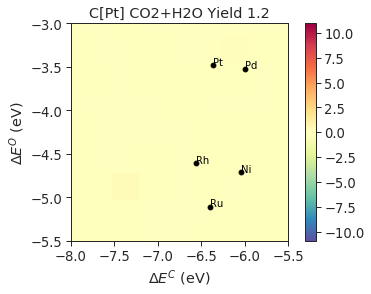 C[Pt] CO2+H2O Yield 1.2
−3.0
−3.5
−4.0
−4.5
−5.0
−5.5
ΔE^O (eV)
Pt
Pd
Rh
Ni
Ru
−8.0 −7.5 −7.0 −6.5 −6.0 −5.5
ΔE^C (eV)
10.0
7.5
5.0
2.5
0.0
−2.5
−5.0
−7.5
−10.0